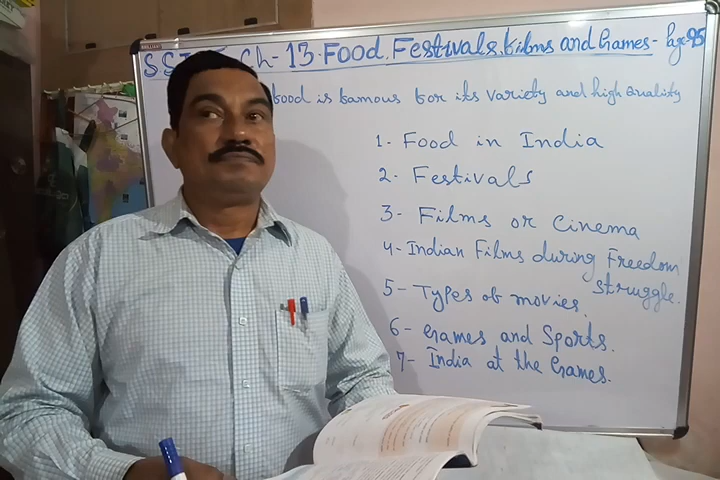 Ch-13. Food, Festivals, Films and Games - Page-95
food is famous for its variety and high quality
1- Food in India
2- Festivals
3- Films or Cinema
4- Indian Films during Freedom
struggle.
5- Types of movies.
6- Games and Sports.
7- India at the Games.